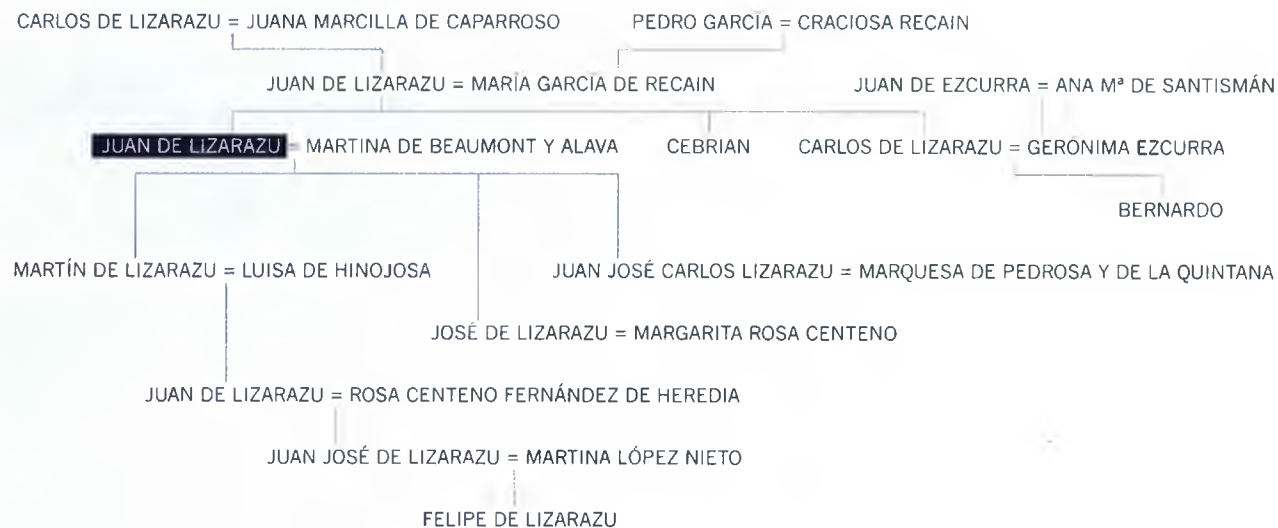 CARLOS DE LIZARAZU = JUANA MARCILLA DE CAPARROSO PEDRO GARCÍA = CRACIOSA RECAIN
JUAN DE LIZARAZU = MARÍA GARCÍA DE RECAIN JUAN DE EZCURRA = ANA Mª DE SANTISMÁN
JUAN DE LIZARAZU = MARTINA DE BEAUMONT Y ALAVA CEBRIAN CARLOS DE LIZARAZU = GERÓNIMA EZCURRA
BERNARDO
MARTÍN DE LIZARAZU = LUISA DE HINOJOSA JUAN JOSÉ CARLOS LIZARAZU = MARQUESA DE PEDROSA Y DE LA QUINTANA
JOSÉ DE LIZARAZU = MARGARITA ROSA CENTENO
JUAN DE LIZARAZU = ROSA CENTENO FERNÁNDEZ DE HEREDIA
JUAN JOSÉ DE LIZARAZU = MARTINA LÓPEZ NIETO
FELIPE DE LIZARAZU